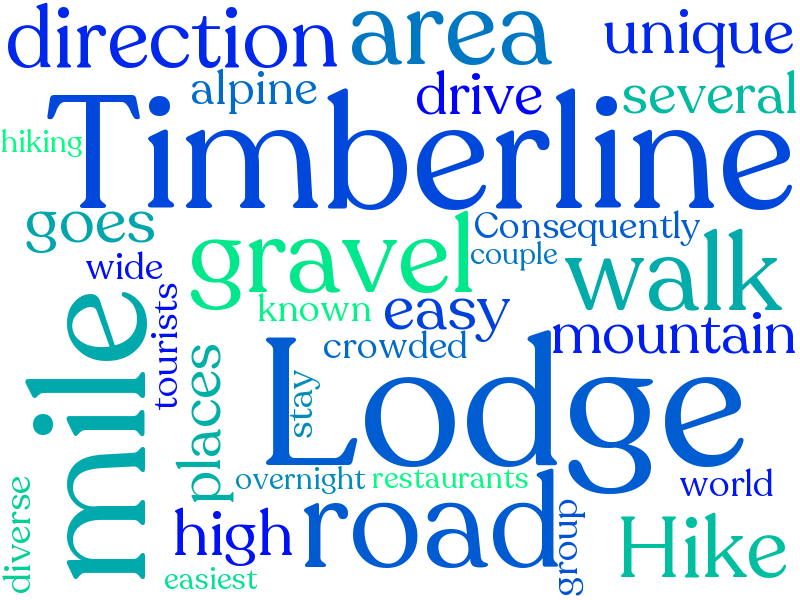 direction
area
unique
alpine
drive
several
hiking
Timberline
goes
Consequently
wide
gravel
couple
walk
tourists
known
easy
mountain
mile
crowded
places
stay
Lodge
overnight
restaurants
world
diverse
high
road
group
Hike
easiest